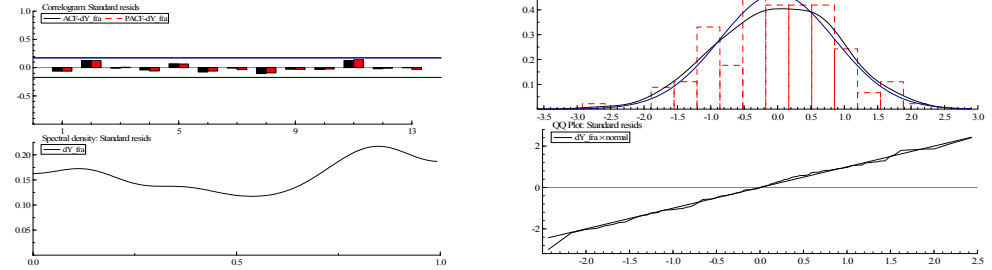 Correlogram: Standard resids
ACF-dY_fra PACF-dY_fra
1.0
0.5
0.0
-0.5
1 5 9 13
Spectral density: Standard resids
dY_fra
0.20
0.15
0.10
0.05
0.0 0.5 1.0
0.4
0.3
0.2
0.1
-3.5 -3.0 -2.5 -2.0 -1.5 -1.0 -0.5 0.0 0.5 1.0 1.5 2.0 2.5 3.0
QQ Plot: Standard resids
dY_fra × normal
2
0
-2
-2.0 -1.5 -1.0 -0.5 0.0 0.5 1.0 1.5 2.0 2.5